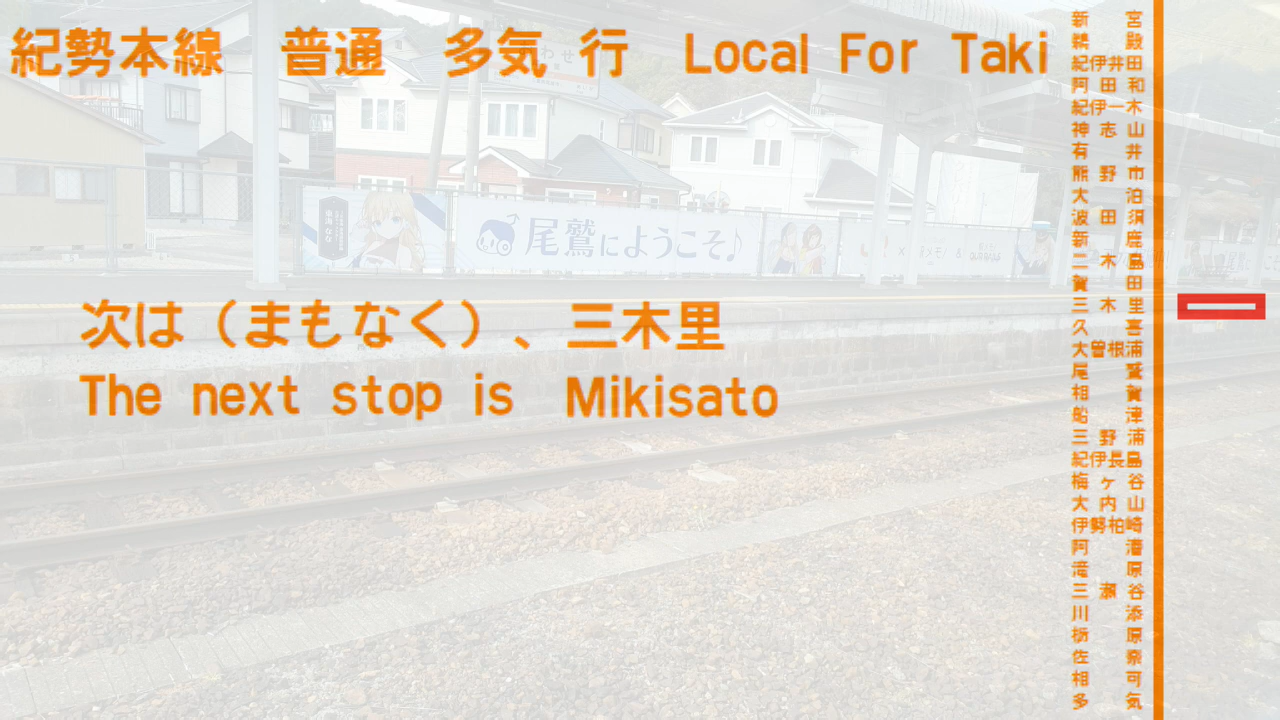 紀勢本線 普通 多気 行 Local For Taki
次は（まもなく）、三木里
The next stop is Mikisato
尾鷲にようこそ♪
新宮
鵜殿
紀伊井田
阿田和
紀伊一木
神志山
有井
熊野市
大泊
波田須
新鹿
二木島
賀田
三木里
九鬼
大曽根浦
尾鷲
相賀
船津
三野瀬
紀伊長島
梅ヶ谷
大内山
伊勢柏崎
阿曽
滝原
三瀬谷
川添
栃原
佐奈
相可
多気